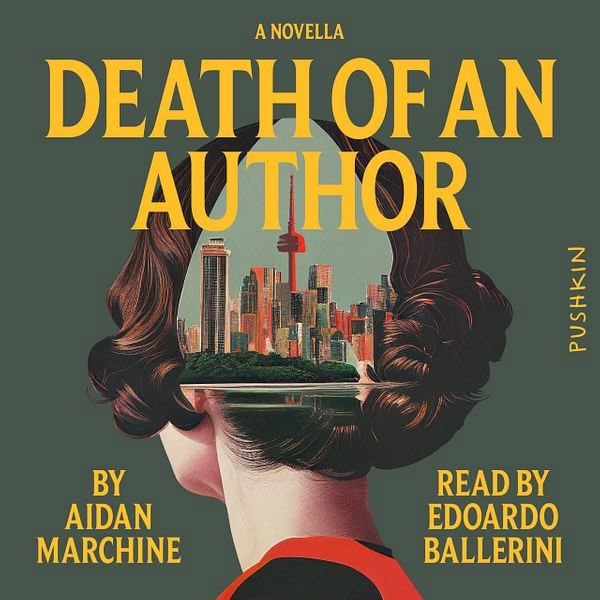 A NOVELLA
DEATH OF AN
AUTHOR
PUSHKIN
BY
AIDAN
MARCHINE
READ BY
EDOARDO
BALLERINI